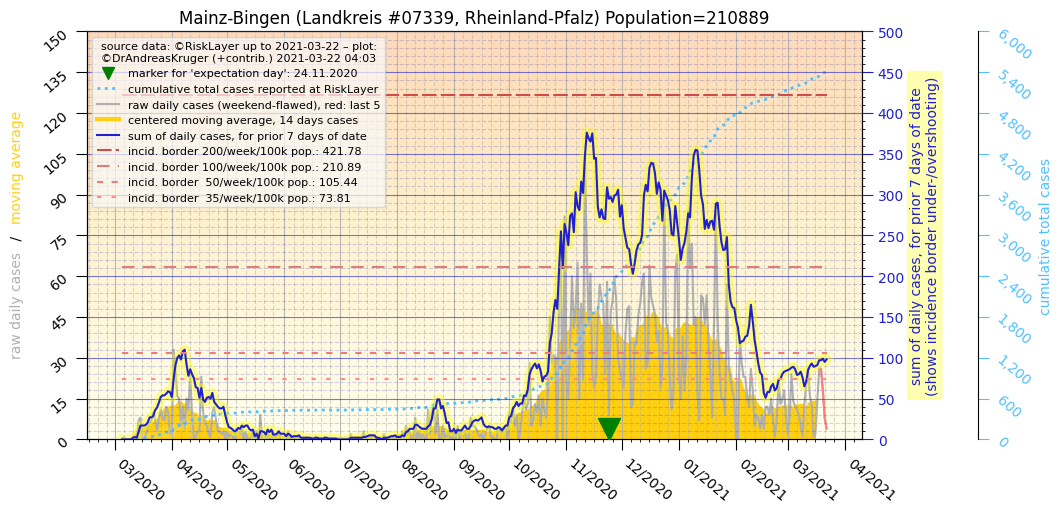 Mainz-Bingen (Landkreis #07339, Rheinland-Pfalz) Population=210889
source data: ©RiskLayer up to 2021-03-22 – plot:
©DrAndreasKruger (+contrib.) 2021-03-22 04:03
marker for 'expectation day': 24.11.2020
cumulative total cases reported at RiskLayer
raw daily cases (weekend-flawed), red: last 5
centered moving average, 14 days cases
sum of daily cases, for prior 7 days of date
incid. border 200/week/100k pop.: 421.78
incid. border 100/week/100k pop.: 210.89
incid. border  50/week/100k pop.: 105.44
incid. border  35/week/100k pop.: 73.81
raw daily cases / moving average
150
135
120
105
90
75
60
45
30
15
0
03/2020
04/2020
05/2020
06/2020
07/2020
08/2020
09/2020
10/2020
11/2020
12/2020
01/2021
02/2021
03/2021
04/2021
500
450
400
350
300
250
200
150
100
50
0
sum of daily cases, for prior 7 days of date
(shows incidence border under-/overshooting)
6,000
5,400
4,800
4,200
3,600
3,000
2,400
1,800
1,200
600
0
cumulative total cases